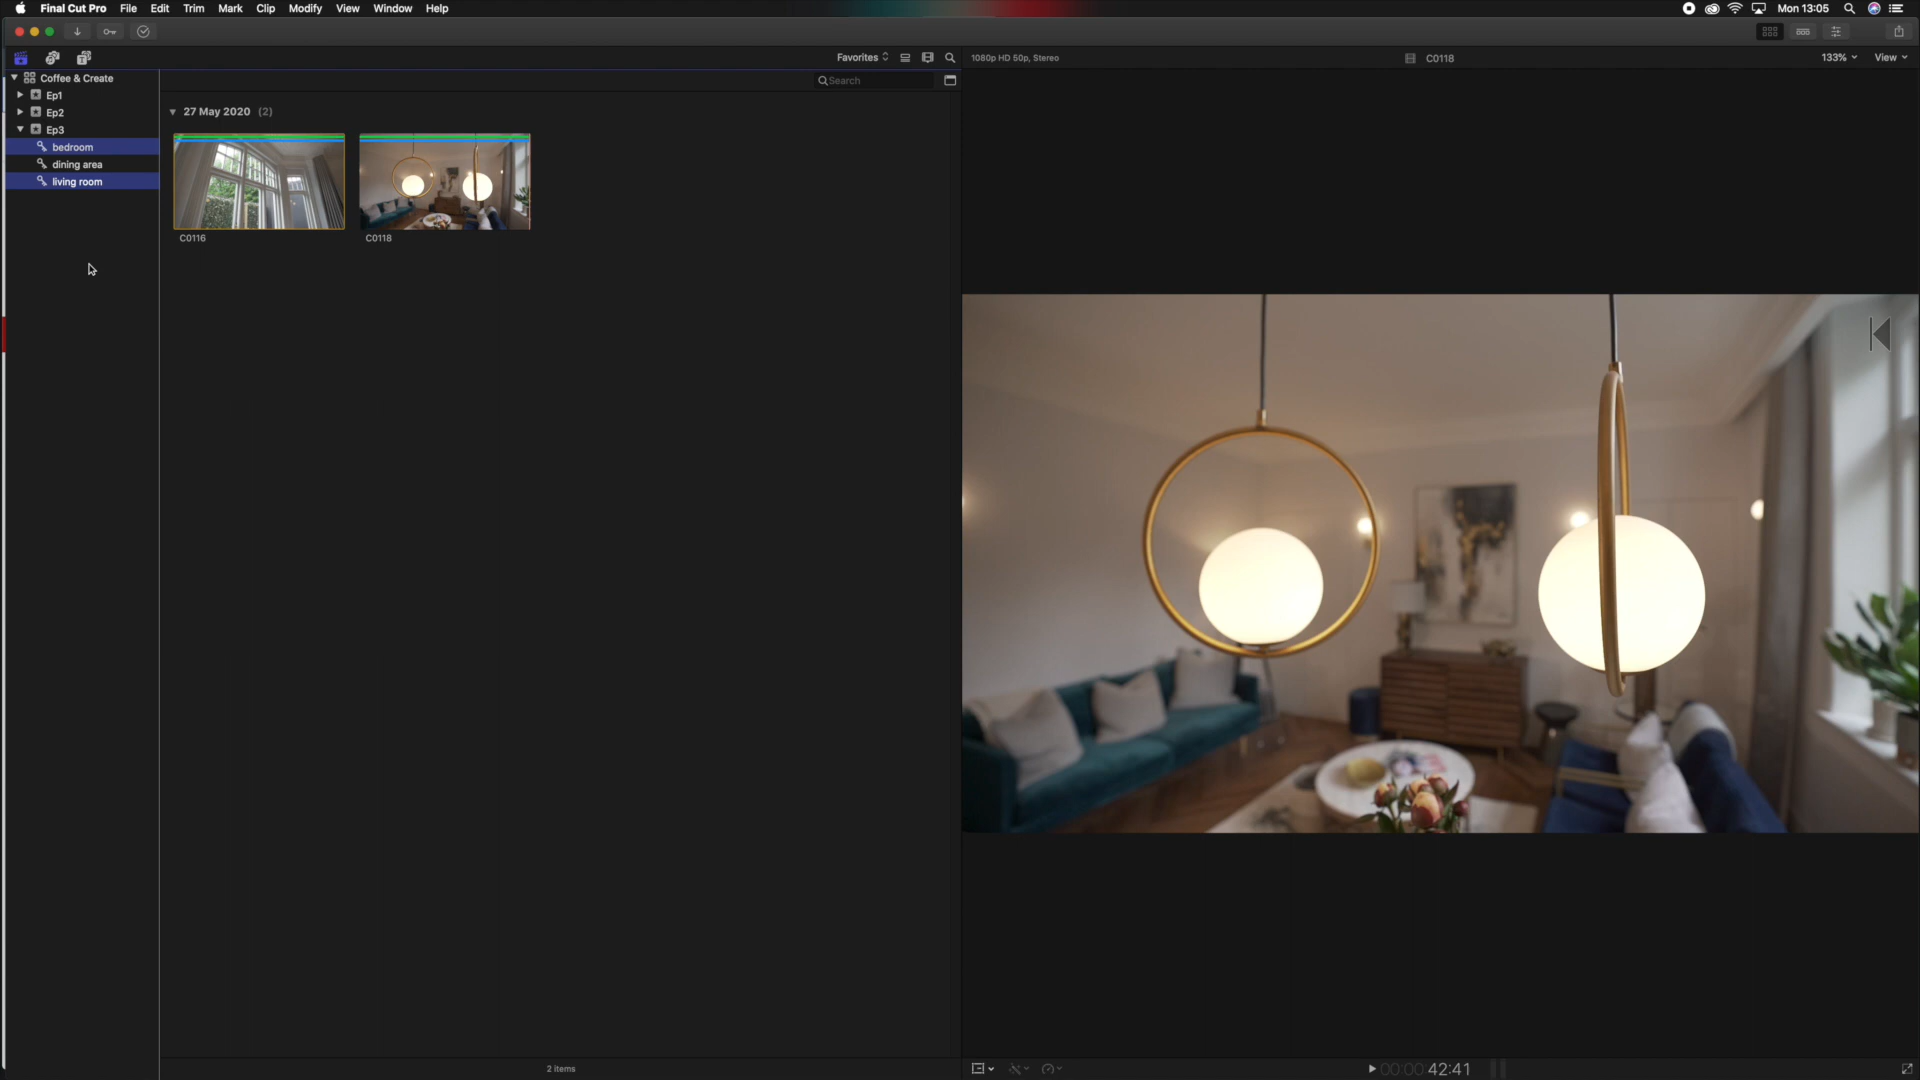 Final Cut Pro File Edit Trim Mark Clip Modify View Window Help Mon 13:05
Favorites 1080p HD 50p, Stereo C0118 133% View
Coffee & Create Search
Ep1
Ep2
Ep3
bedroom
dining area
living room
27 May 2020 (2)
C0116 C0118
2 items 00:00:42:41